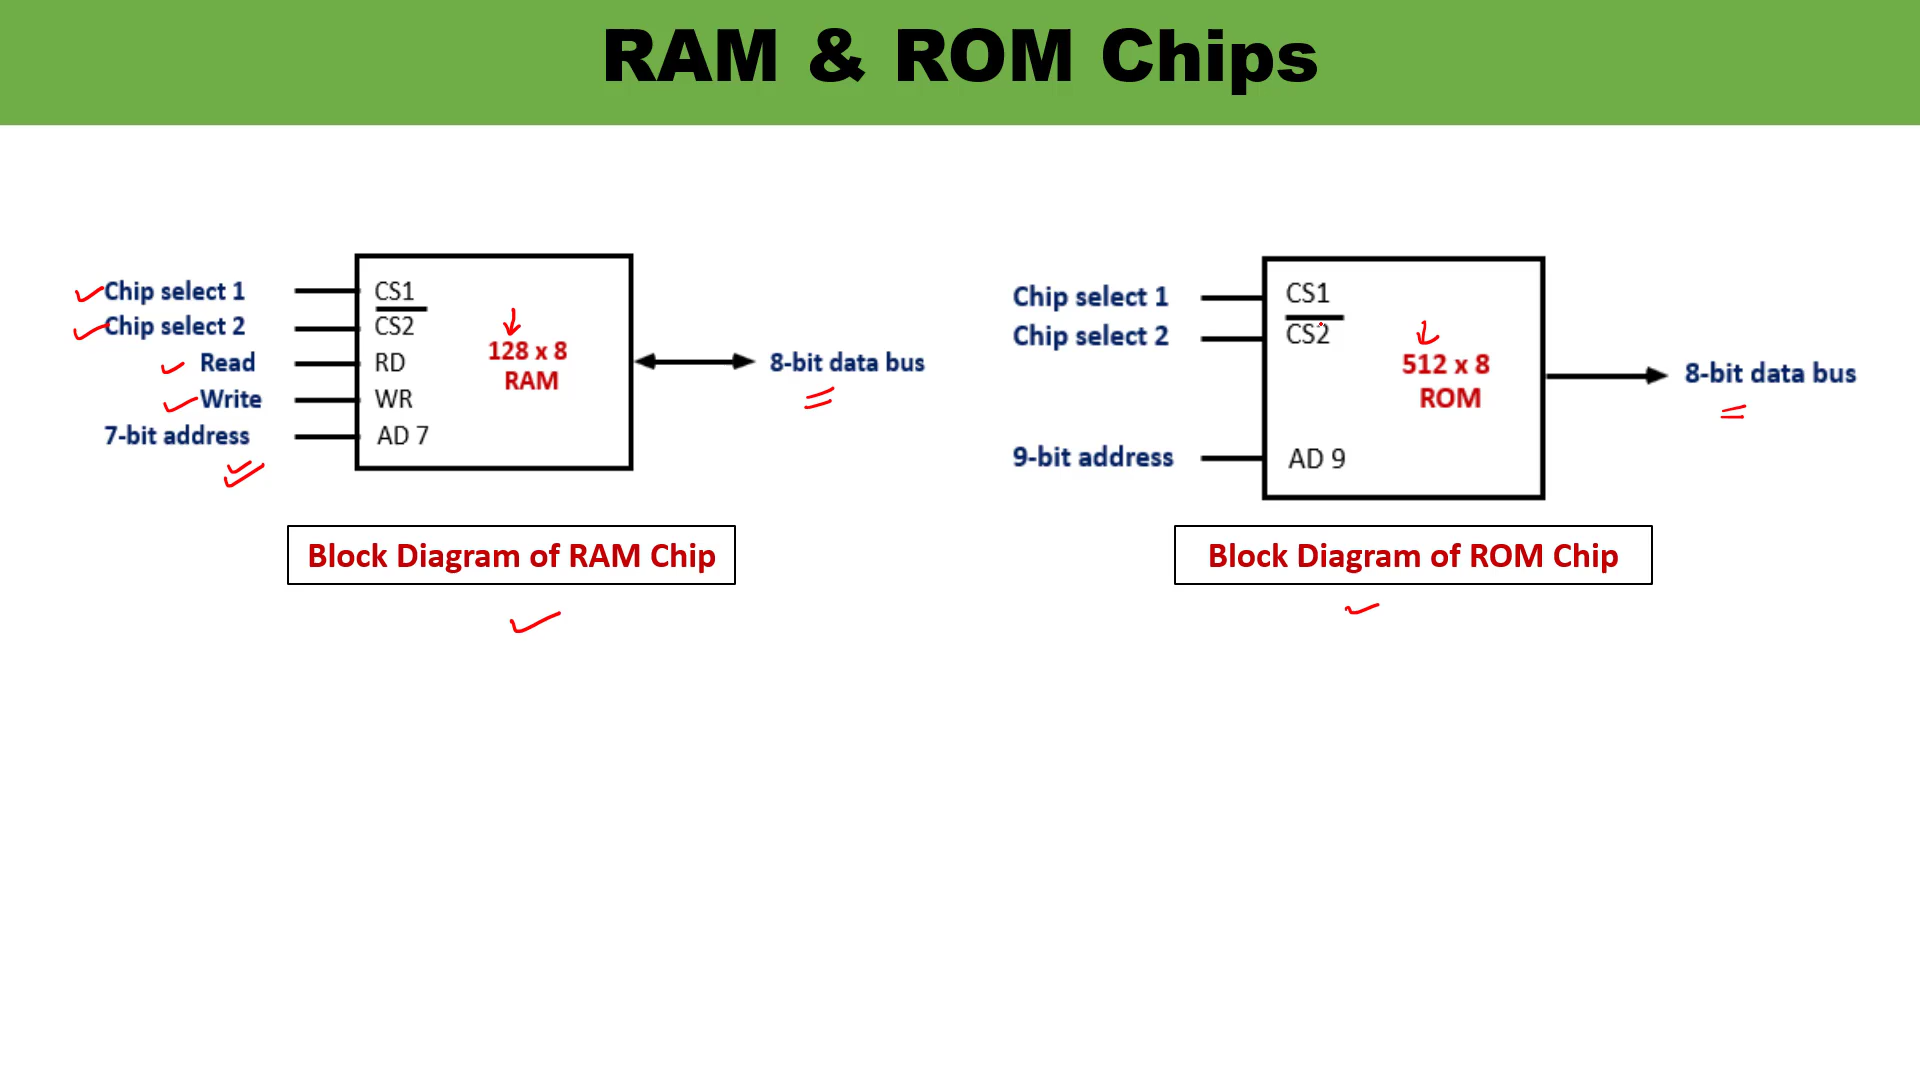 RAM & ROM Chips
Chip select 1
Chip select 2
Read
Write
7-bit address
CS1
CS2
RD
WR
AD 7
128 x 8
RAM
8-bit data bus
Block Diagram of RAM Chip
Chip select 1
Chip select 2
9-bit address
CS1
CS2
AD 9
512 x 8
ROM
8-bit data bus
Block Diagram of ROM Chip